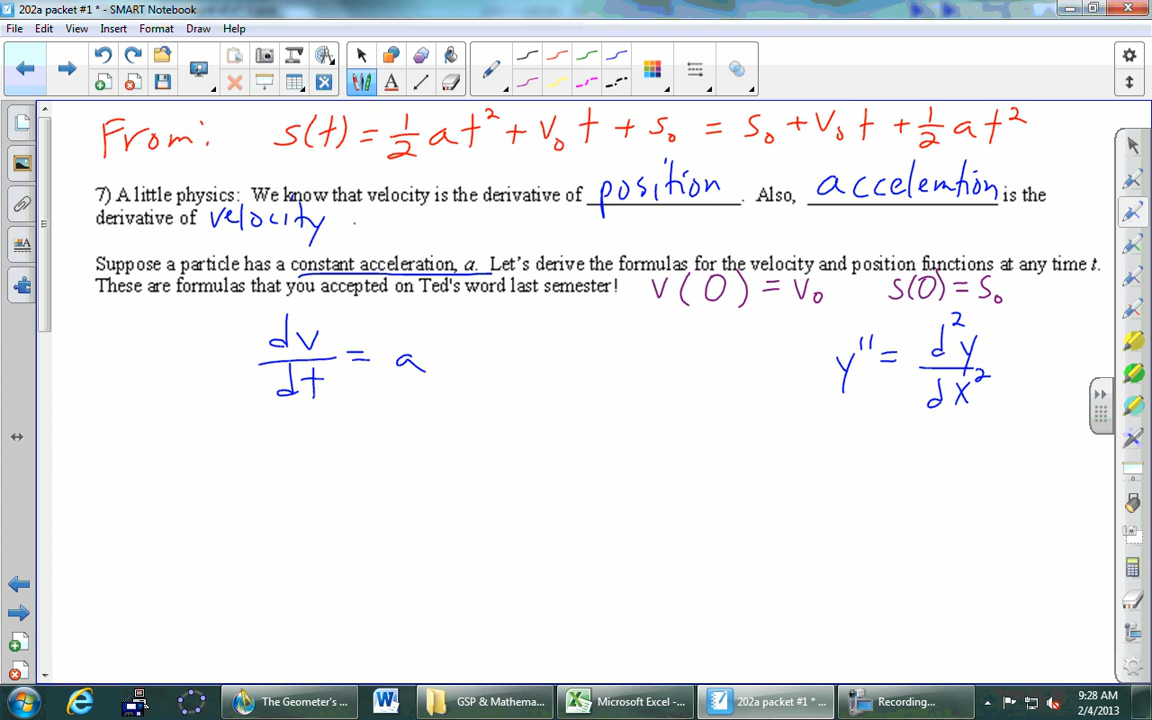 202a packet #1 * - SMART Notebook
File Edit View Insert Format Draw Help
From: s(t) = 1/2 at² + v₀t + s₀ = s₀ + v₀t + 1/2 at²
7) A little physics: We know that velocity is the derivative of position. Also, acceleration is the
derivative of velocity.
Suppose a particle has a constant acceleration, a. Let's derive the formulas for the velocity and position functions at any time t.
These are formulas that you accepted on Ted's word last semester! v(0) = v₀ s(0) = s₀
dv/dt = a y'' = d²y/dx²
The Geometer's ... GSP & Mathema... Microsoft Excel -... 202a packet #1 * ... Recording...
9:28 AM
2/4/2013